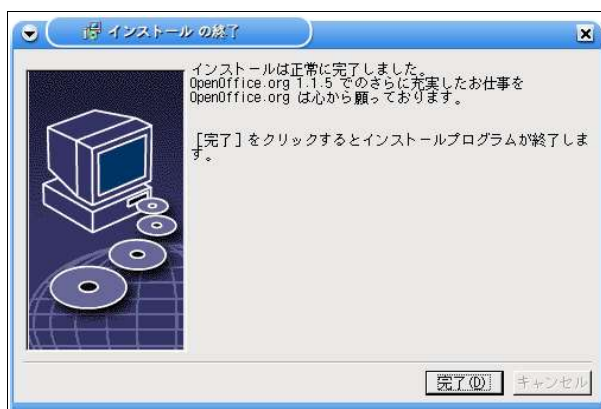 インストール の終了
インストールは正常に完了しました。
OpenOffice.org 1.1.5 でのさらに充実したお仕事を
OpenOffice.org は心から願っております。
[完了] をクリックするとインストールプログラムが終了しま
す。
完了(D)
キャンセル